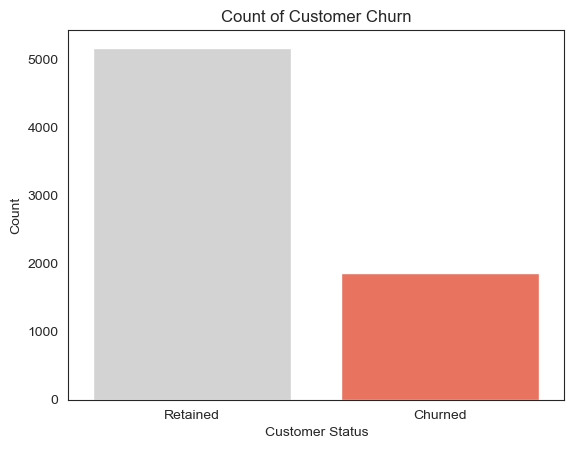 Count of Customer Churn
5000
4000
3000
2000
1000
0
Count
Retained
Churned
Customer Status